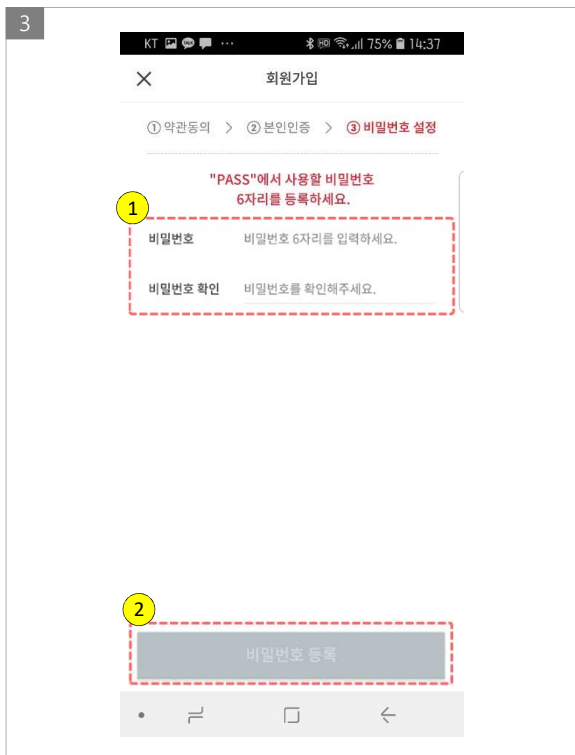 3
KT ... 75% 14:37
회원가입
① 약관동의 > ② 본인인증 > ③ 비밀번호 설정
"PASS"에서 사용할 비밀번호
6자리를 등록하세요.
1
비밀번호 비밀번호 6자리를 입력하세요.
비밀번호 확인 비밀번호를 확인해주세요.
2
비밀번호 등록